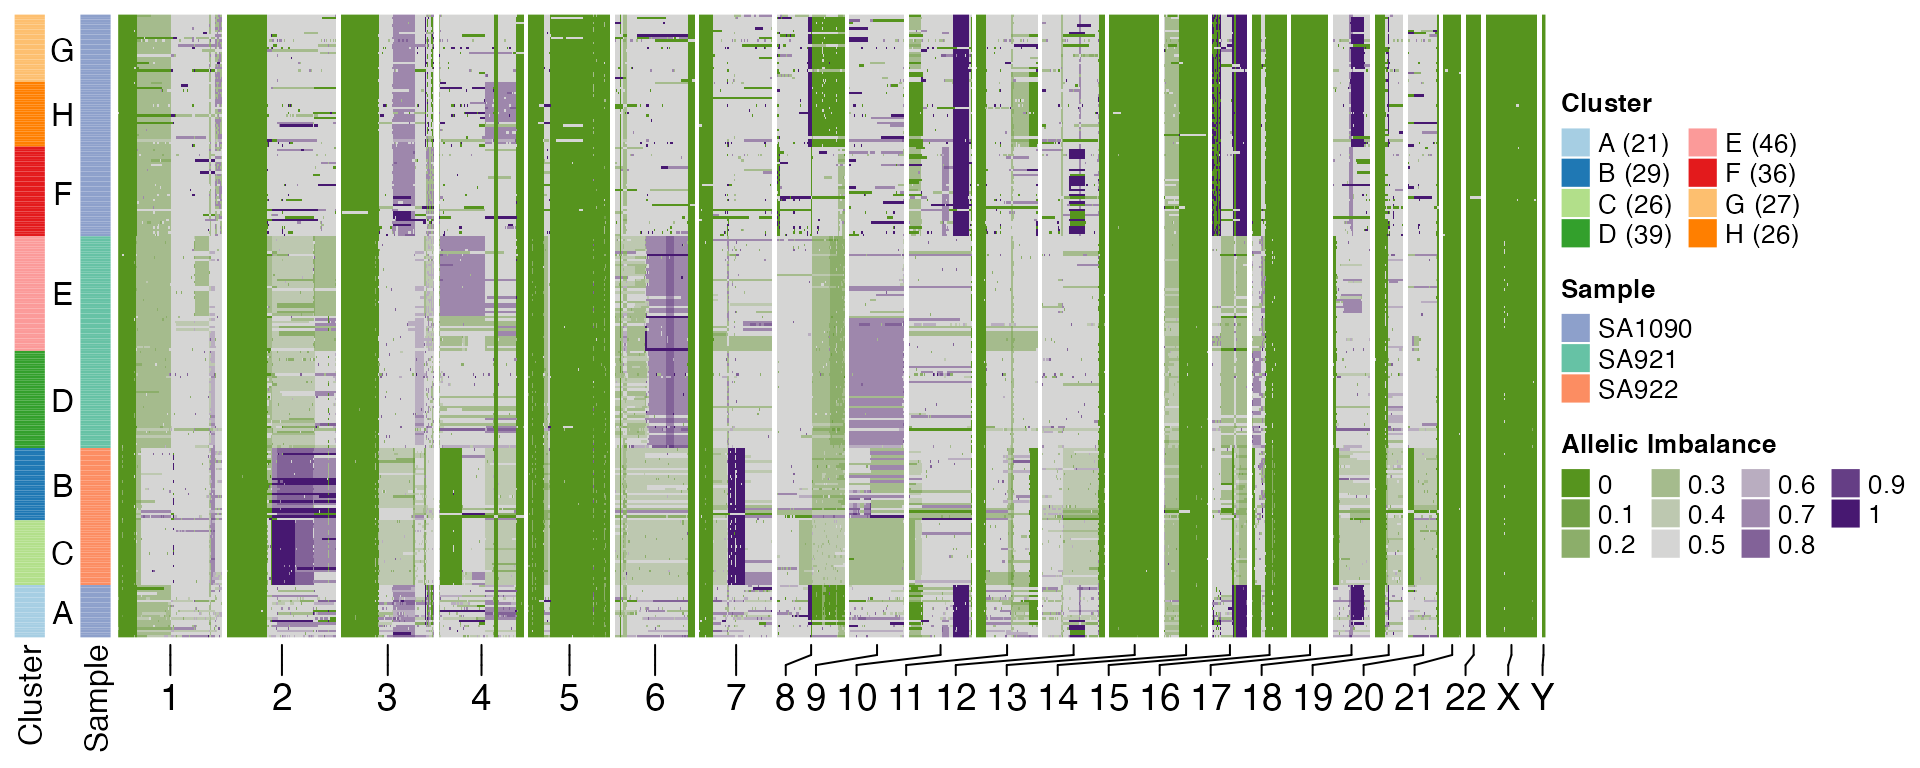 G
H
F
E
D
B
C
A
Cluster
Sample
1 2 3 4 5 6 7 8 9 10 11 12 13 14 15 16 17 18 19 20 21 22 X Y
Cluster
A (21) E (46)
B (29) F (36)
C (26) G (27)
D (39) H (26)
Sample
SA1090
SA921
SA922
Allelic Imbalance
0 0.3 0.6 0.9
0.1 0.4 0.7 1
0.2 0.5 0.8